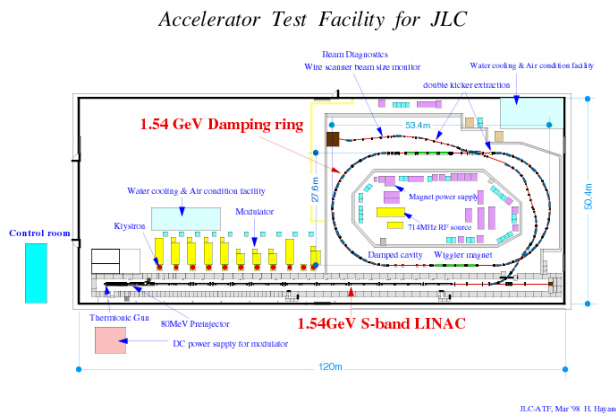 Accelerator Test Facility for JLC
Beam Diagnostics
Wire scanner beam size monitor
Water cooling & Air condition facility
double kicker extraction
53.4m
1.54 GeV Damping ring
27.6m
50.4m
Water cooling & Air condition facility
Magnet power supply
Modulator
Klystron
714MHz RF source
Control room
Damped cavity
Wiggler magnet
Thermionic Gun
80MeV Preinjector
1.54GeV S-band LINAC
DC power supply for modulator
120m
JLC-ATF, Mar '98 H. Hayan